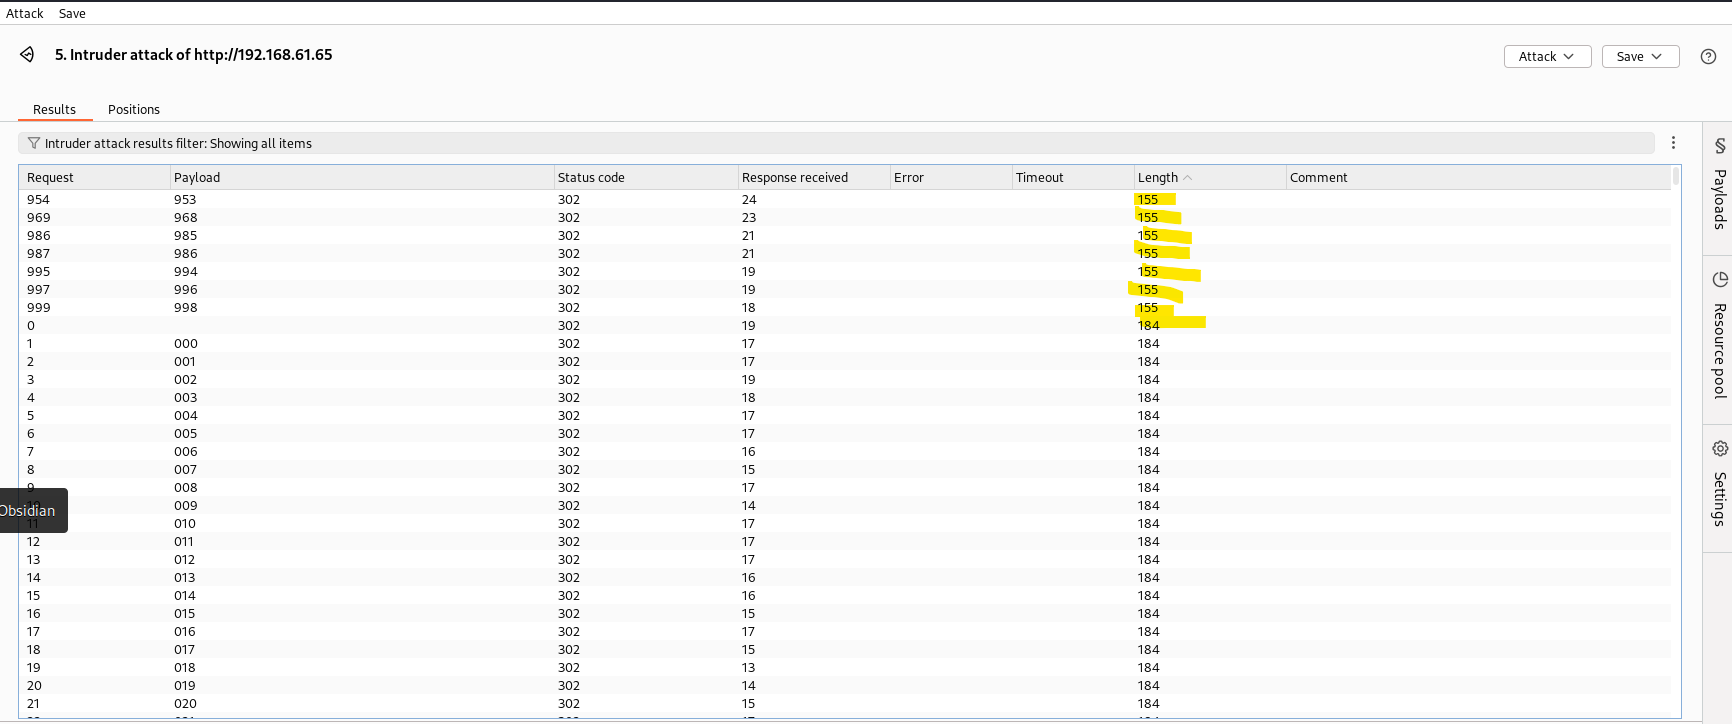 Attack Save
5. Intruder attack of http://192.168.61.65
Attack Save
Results Positions
Intruder attack results filter: Showing all items
Request Payload Status code Response received Error Timeout Length Comment
954 953 302 24 155
969 968 302 23 155
986 985 302 21 155
987 986 302 21 155
995 994 302 19 155
997 996 302 19 155
999 998 302 18 155
0 302 19 184
1 000 302 17 184
2 001 302 17 184
3 002 302 19 184
4 003 302 18 184
5 004 302 17 184
6 005 302 17 184
7 006 302 16 184
8 007 302 15 184
9 008 302 17 184
10 009 302 14 184
Obsidian
11 010 302 17 184
12 011 302 17 184
13 012 302 17 184
14 013 302 16 184
15 014 302 16 184
16 015 302 15 184
17 016 302 17 184
18 017 302 15 184
19 018 302 13 184
20 019 302 14 184
21 020 302 15 184
Payloads
Resource pool
Settings